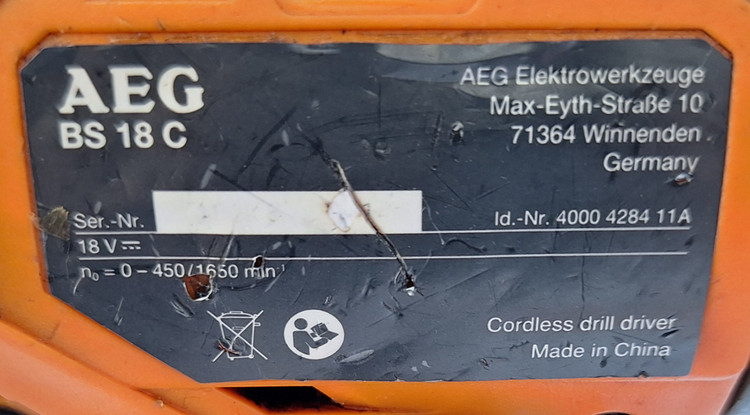 AEG
BS 18 C
AEG Elektrowerkzeuge
Max-Eyth-Straße 10
71364 Winnenden
Germany
Ser.-Nr.
Id.-Nr. 4000 4284 11A
18 V ⎓
n₀ = 0 – 450/1650 min⁻¹
Cordless drill driver
Made in China